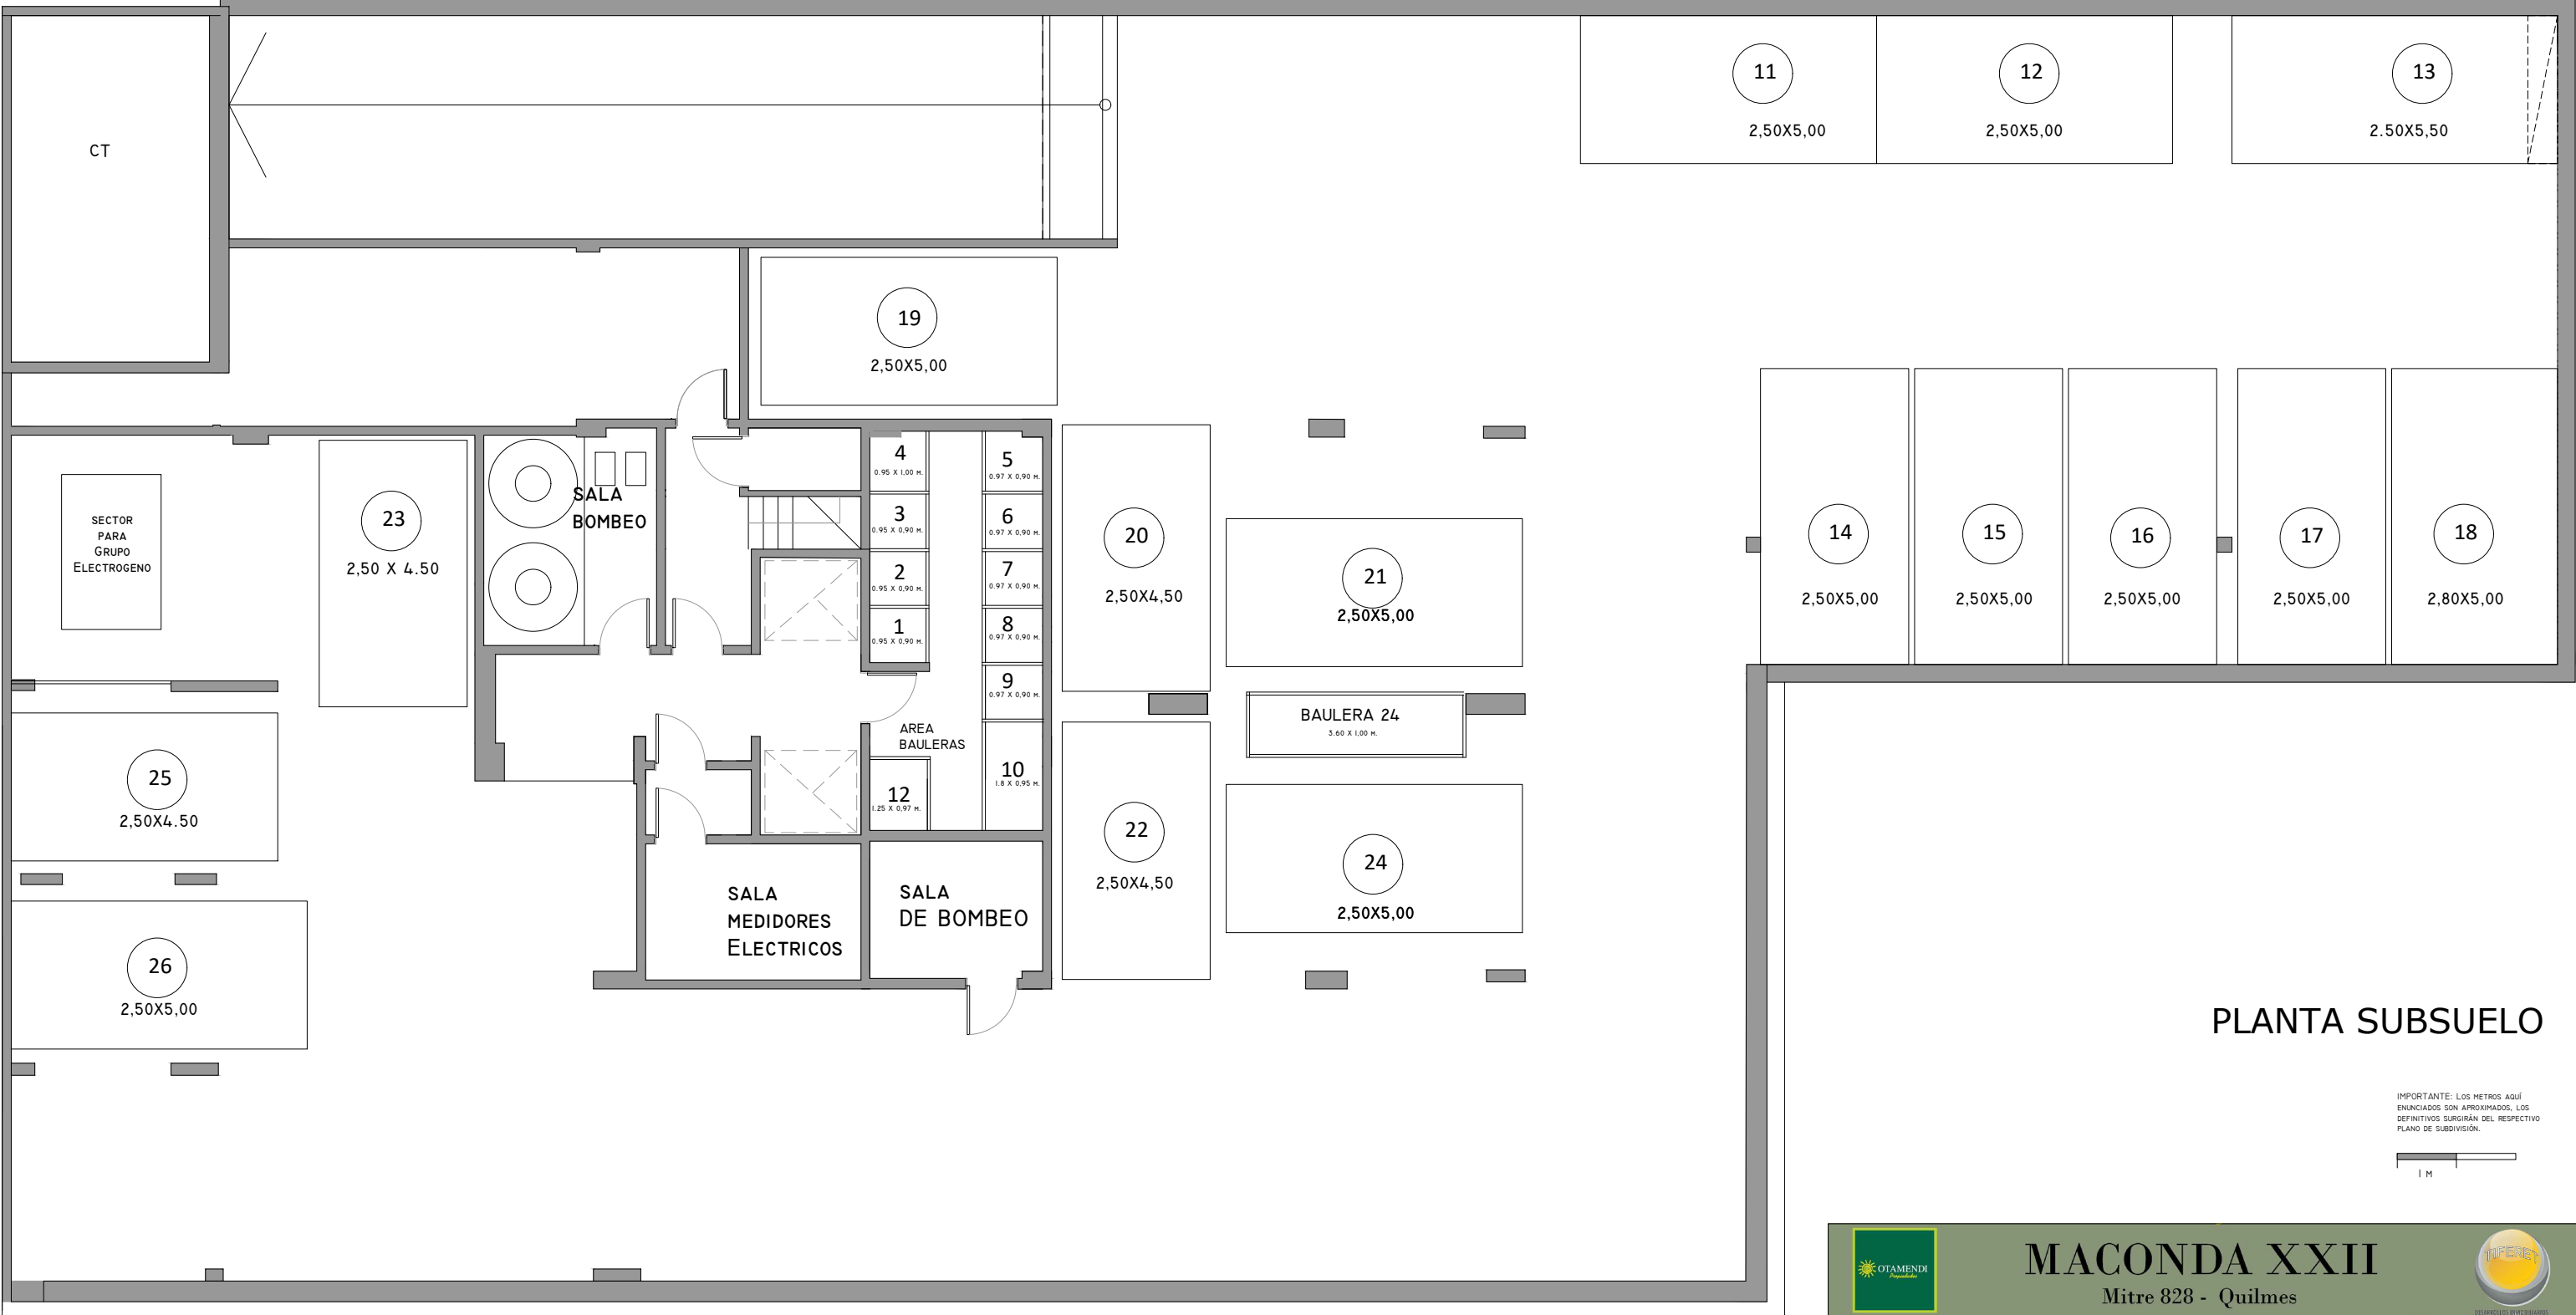 CT
11
2,50X5,00
12
2,50X5,00
13
2.50X5,50
19
2,50X5,00
SECTOR
PARA
GRUPO
ELECTROGENO
23
2,50 X 4.50
SALA
BOMBEO
4
0.95 X 1,00 M.
3
0.95 X 0,90 M.
2
0.95 X 0,90 M.
1
0.95 X 0,90 M.
5
0.97 X 0,90 M.
6
0.97 X 0,90 M.
7
0.97 X 0,90 M.
8
0.97 X 0,90 M.
9
0.97 X 0,90 M.
10
1.8 X 0,95 M.
AREA
BAULERAS
12
1.25 X 0,97 M.
20
2,50X4,50
21
2,50X5,00
BAULERA 24
3.60 X 1,00 M.
22
2,50X4,50
24
2,50X5,00
14
2,50X5,00
15
2,50X5,00
16
2,50X5,00
17
2,50X5,00
18
2,80X5,00
25
2,50X4.50
26
2,50X5,00
SALA
MEDIDORES
ELECTRICOS
SALA
DE BOMBEO
PLANTA SUBSUELO
IMPORTANTE: LOS METROS AQUÍ
ENUNCIADOS SON APROXIMADOS, LOS
DEFINITIVOS SURGIRÁN DEL RESPECTIVO
PLANO DE SUBDIVISIÓN.
1 M
OTAMENDI
Propiedades
MACONDA XXII
Mitre 828 - Quilmes
TIFERET